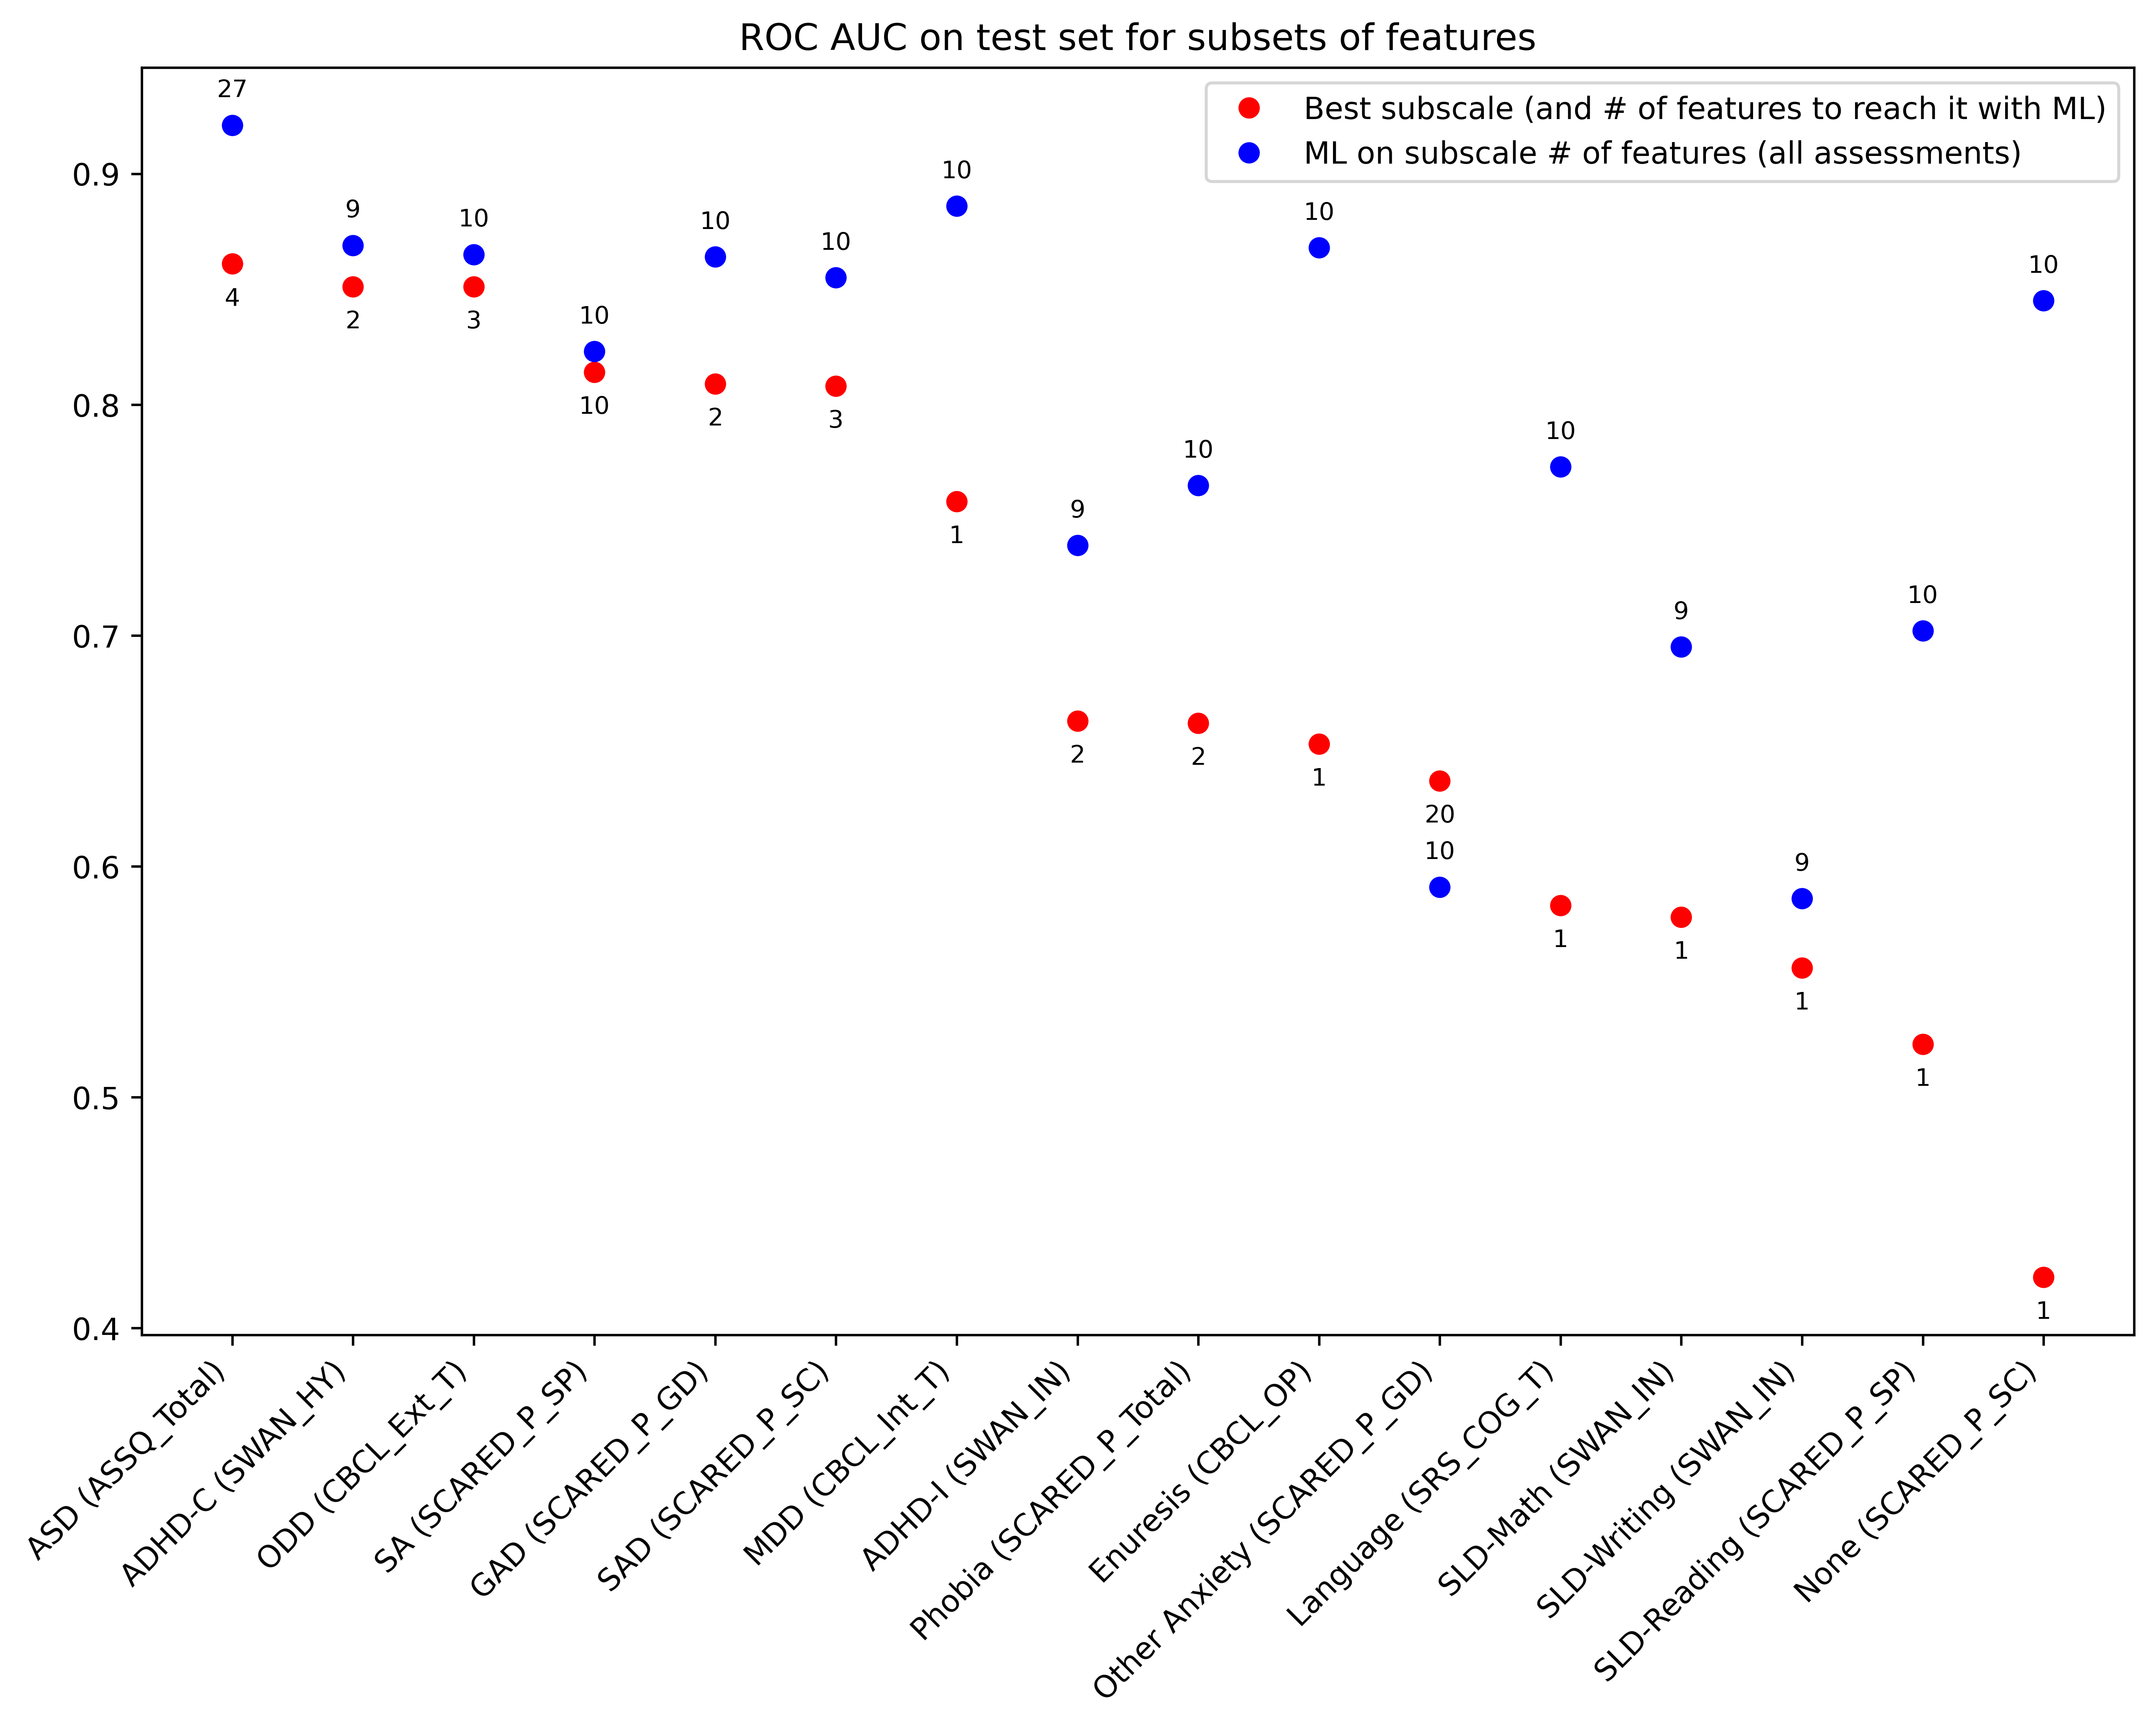 ROC AUC on test set for subsets of features
Best subscale (and # of features to reach it with ML)
ML on subscale # of features (all assessments)
0.9
0.8
0.7
0.6
0.5
0.4
27
4
9
2
10
3
10
10
10
2
10
3
10
1
9
2
10
2
10
1
20
10
10
1
9
1
9
1
10
1
10
1
ASD (ASSQ_Total)
ADHD-C (SWAN_HY)
ODD (CBCL_Ext_T)
SA (SCARED_P_SP)
GAD (SCARED_P_GD)
SAD (SCARED_P_SC)
MDD (CBCL_Int_T)
ADHD-I (SWAN_IN)
Phobia (SCARED_P_Total)
Enuresis (CBCL_OP)
Other Anxiety (SCARED_P_GD)
Language (SRS_COG_T)
SLD-Math (SWAN_IN)
SLD-Writing (SWAN_IN)
SLD-Reading (SCARED_P_SP)
None (SCARED_P_SC)